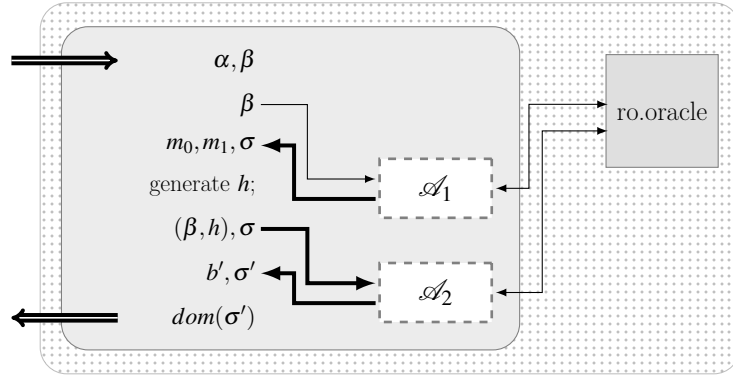 α, β
β
m₀, m₁, σ
generate h;
(β, h), σ
b′, σ′
dom(σ′)
𝒜₁
𝒜₂
ro.oracle